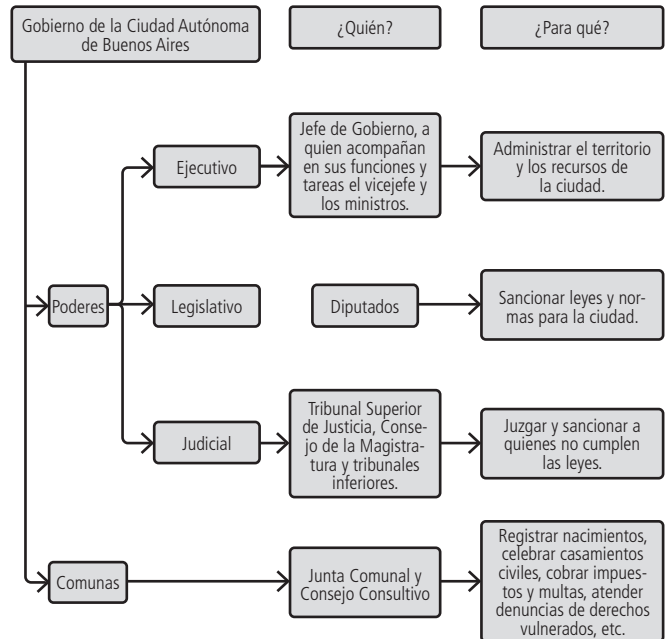 Gobierno de la Ciudad Autónoma
de Buenos Aires
¿Quién?
¿Para qué?
Ejecutivo
Jefe de Gobierno, a
quien acompañan
en sus funciones y
tareas el vicejefe y
los ministros.
Administrar el territorio
y los recursos de
la ciudad.
Poderes
Legislativo
Diputados
Sancionar leyes y nor-
mas para la ciudad.
Judicial
Tribunal Superior
de Justicia, Conse-
jo de la Magistra-
tura y tribunales
inferiores.
Juzgar y sancionar a
quienes no cumplen
las leyes.
Comunas
Junta Comunal y
Consejo Consultivo
Registrar nacimientos,
celebrar casamientos
civiles, cobrar impues-
tos y multas, atender
denuncias de derechos
vulnerados, etc.